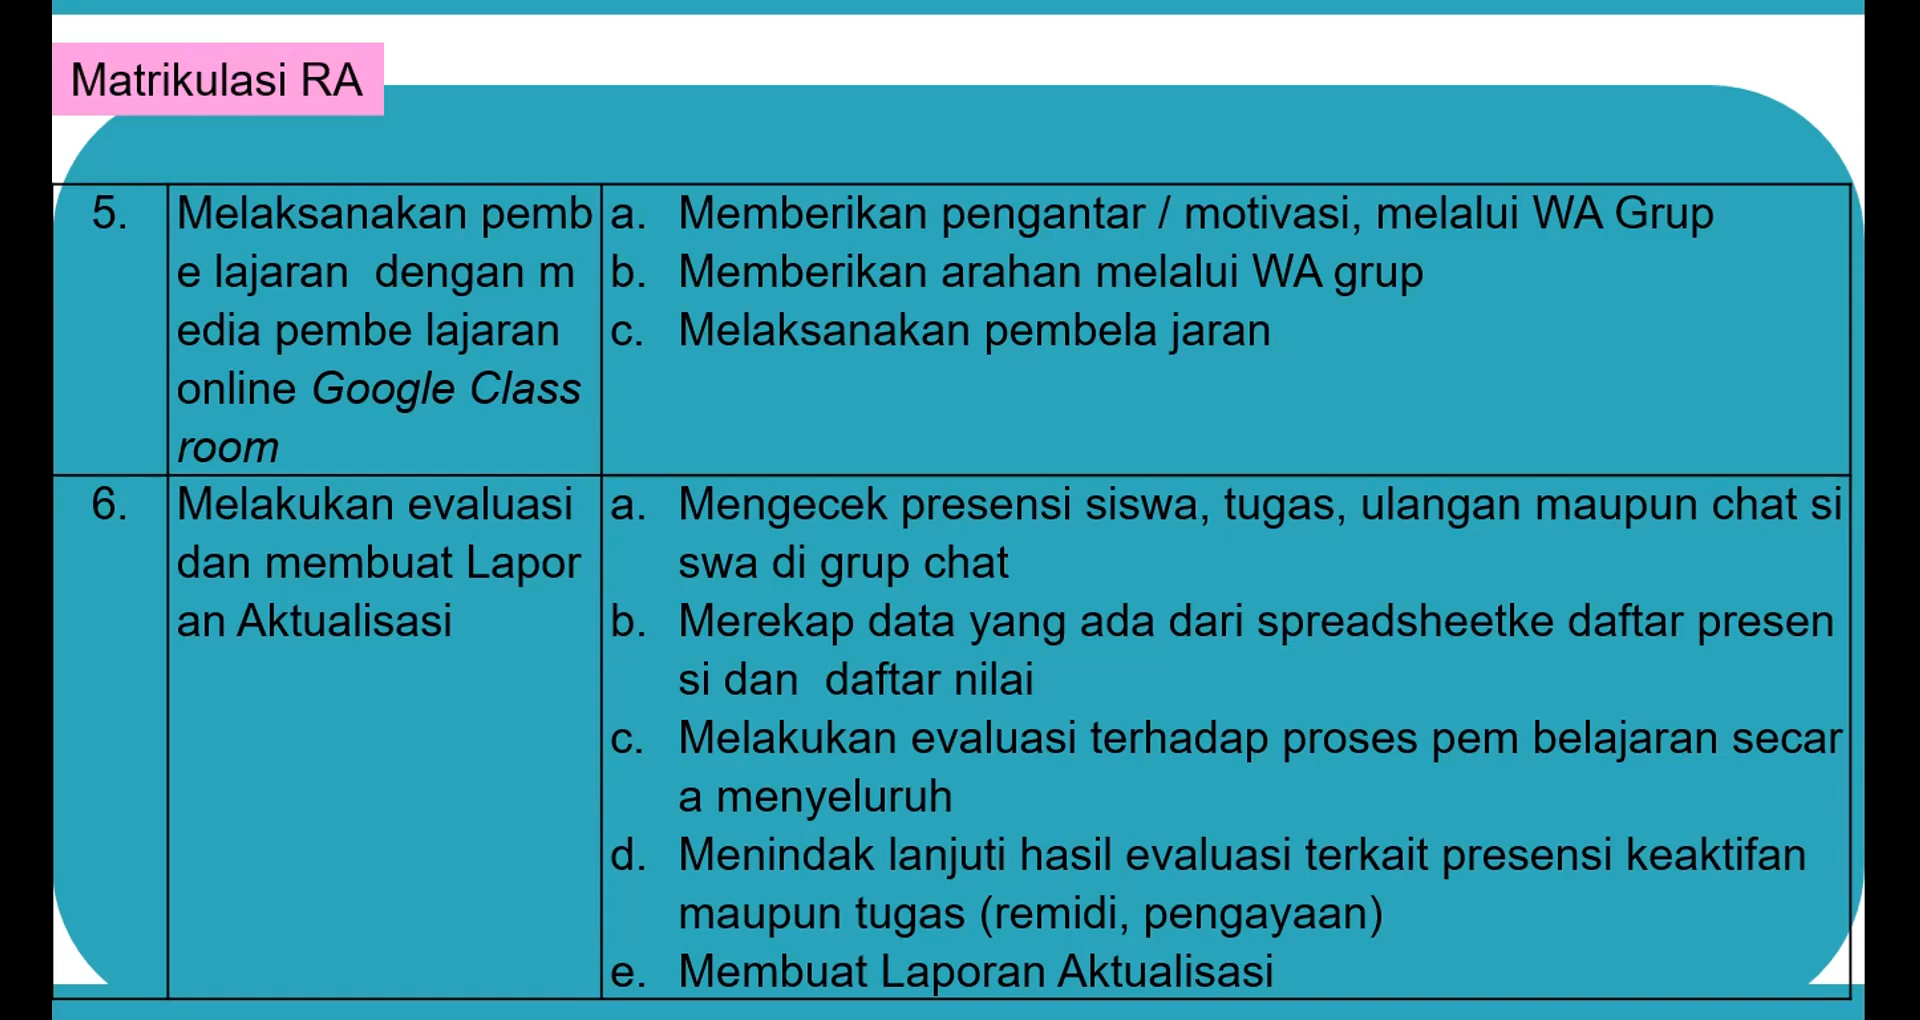 Matrikulasi RA
5.
Melaksanakan pemb
e lajaran  dengan m
edia pembe lajaran
online Google Class
room
a. Memberikan pengantar / motivasi, melalui WA Grup
b. Memberikan arahan melalui WA grup
c. Melaksanakan pembela jaran
6.
Melakukan evaluasi
dan membuat Lapor
an Aktualisasi
a. Mengecek presensi siswa, tugas, ulangan maupun chat si
swa di grup chat
b. Merekap data yang ada dari spreadsheetke daftar presen
si dan  daftar nilai
c. Melakukan evaluasi terhadap proses pem belajaran secar
a menyeluruh
d. Menindak lanjuti hasil evaluasi terkait presensi keaktifan
maupun tugas (remidi, pengayaan)
e. Membuat Laporan Aktualisasi